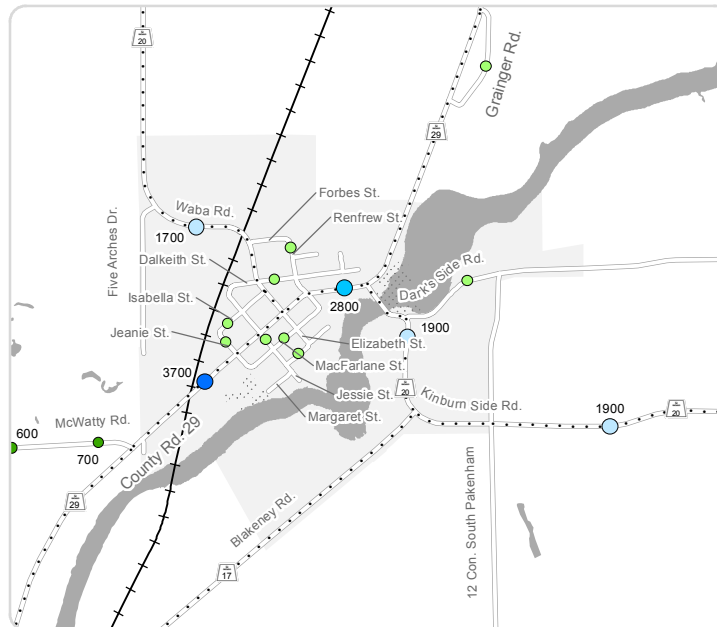 20
29
Grainger Rd.
Forbes St.
Waba Rd.
Renfrew St.
1700
Five Arches Dr.
Dalkeith St.
Dark's Side Rd.
Isabella St.
2800
1900
Jeanie St.
Elizabeth St.
3700
MacFarlane St.
Jessie St.
20
Kinburn Side Rd.
1900
20
McWatty Rd.
Margaret St.
600
700
County Rd. 29
29
Blakeney Rd.
12 Con. South Pakenham
17